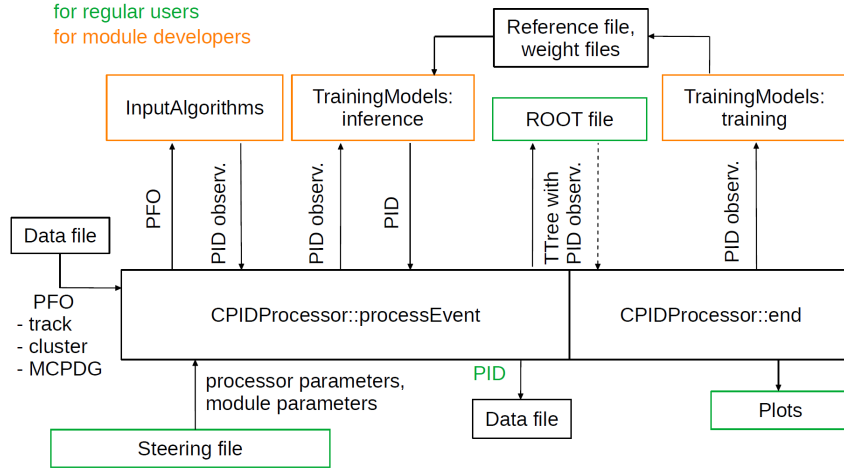 for regular users
for module developers
Reference file,
weight files
InputAlgorithms
TrainingModels:
inference
ROOT file
TrainingModels:
training
PFO
PID observ.
PID observ.
PID
TTree with
PID observ.
PID observ.
Data file
PFO
- track
- cluster
- MCPDG
CPIDProcessor::processEvent
CPIDProcessor::end
processor parameters,
module parameters
PID
Data file
Plots
Steering file